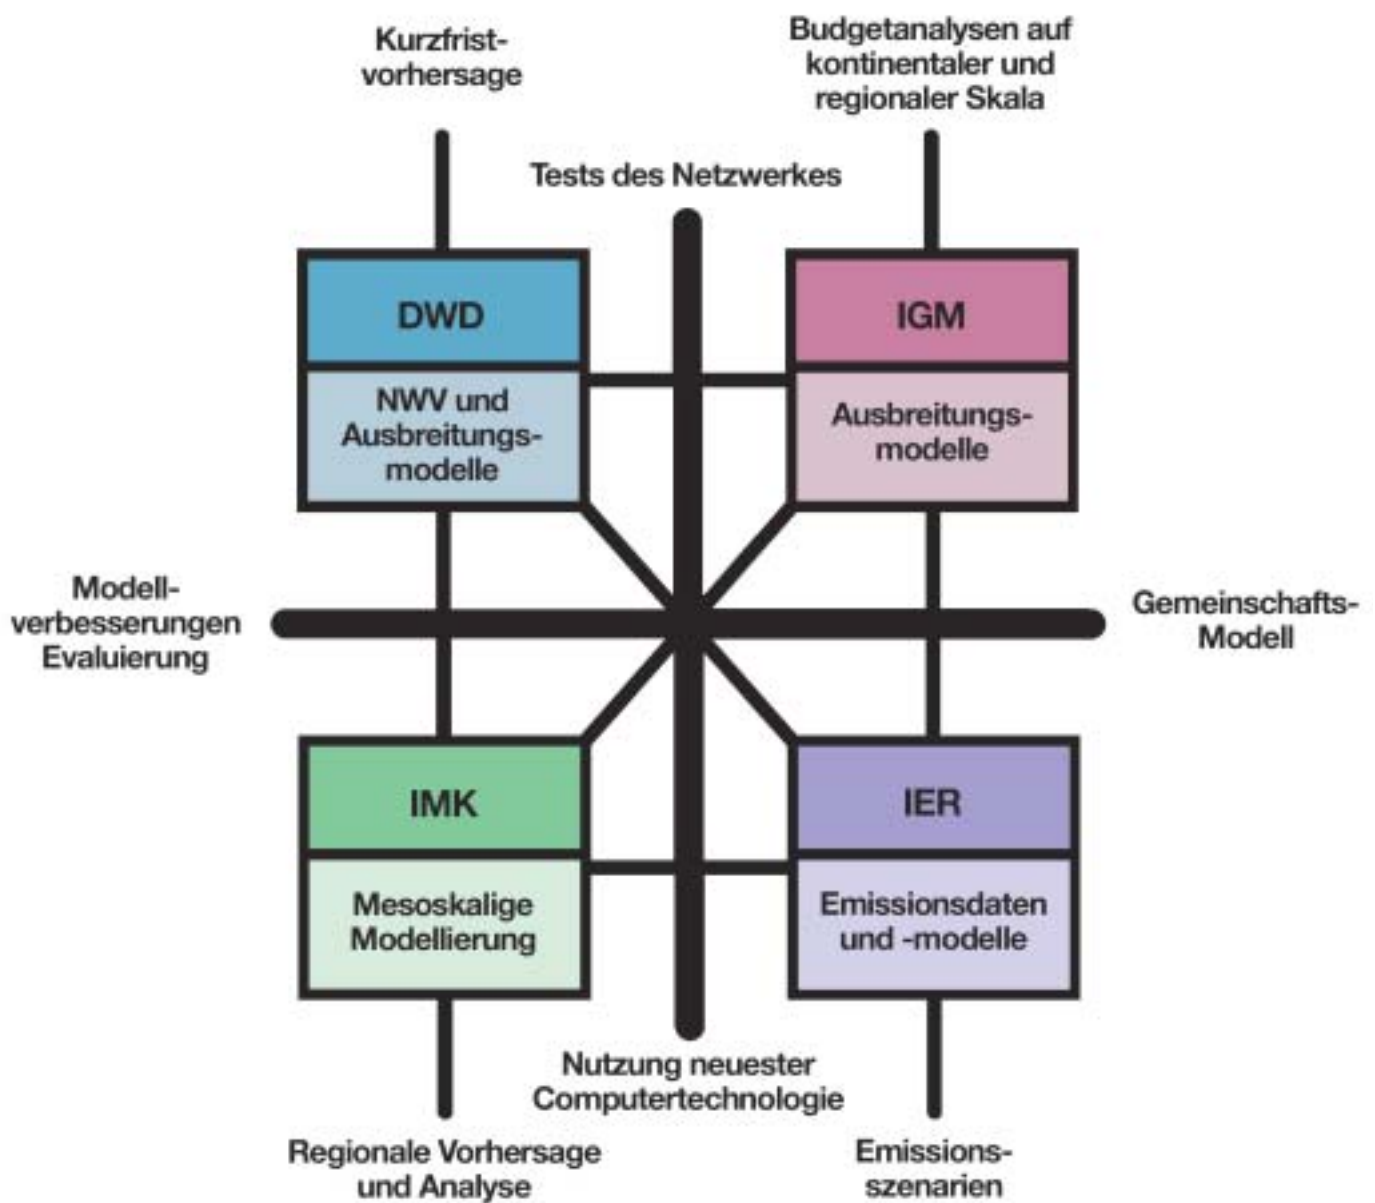 Kurzfrist-
vorhersage
Budgetanalysen auf
kontinentaler und
regionaler Skala
Tests des Netzwerkes
DWD
NWV und
Ausbreitungs-
modelle
IGM
Ausbreitungs-
modelle
Modell-
verbesserungen
Evaluierung
Gemeinschafts-
Modell
IMK
Mesoskalige
Modellierung
IER
Emissionsdaten
und -modelle
Nutzung neuester
Computertechnologie
Regionale Vorhersage
und Analyse
Emissions-
szenarien